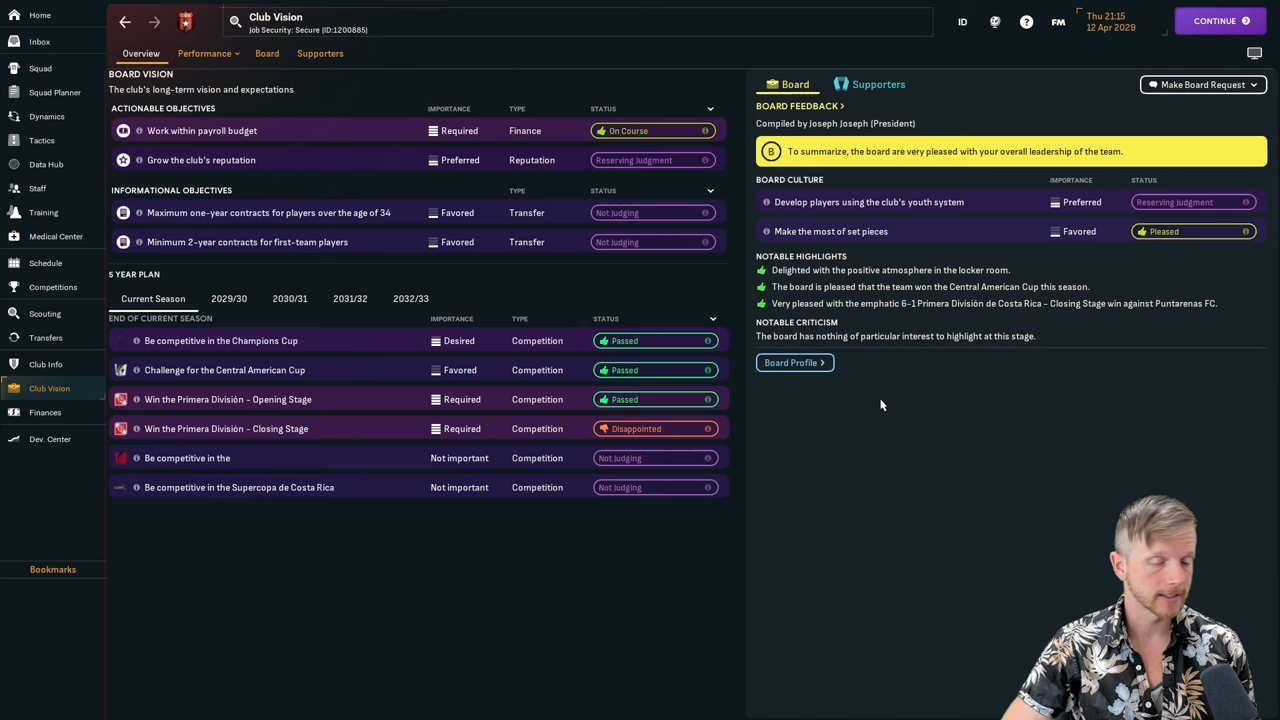 Home
Inbox
Squad
Squad Planner
Dynamics
Tactics
Data Hub
Staff
Training
Medical Center
Schedule
Competitions
Scouting
Transfers
Club Info
Club Vision
Finances
Dev. Center
Bookmarks
Club Vision
Job Security: Secure (ID:1200885)
ID
?
FM
Thu 21:15
12 Apr 2029
CONTINUE
Overview
Performance
Board
Supporters
BOARD VISION
The club's long-term vision and expectations
ACTIONABLE OBJECTIVES IMPORTANCE TYPE STATUS
Work within payroll budget Required Finance On Course
Grow the club's reputation Preferred Reputation Reserving Judgment
INFORMATIONAL OBJECTIVES TYPE STATUS
Maximum one-year contracts for players over the age of 34 Favored Transfer Not Judging
Minimum 2-year contracts for first-team players Favored Transfer Not Judging
5 YEAR PLAN
Current Season 2029/30 2030/31 2031/32 2032/33
END OF CURRENT SEASON IMPORTANCE TYPE STATUS
Be competitive in the Champions Cup Desired Competition Passed
Challenge for the Central American Cup Favored Competition Passed
Win the Primera División - Opening Stage Required Competition Passed
Win the Primera División - Closing Stage Required Competition Disappointed
Be competitive in the Not important Competition Not Judging
Be competitive in the Supercopa de Costa Rica Not important Competition Not Judging
Board Supporters
Make Board Request
BOARD FEEDBACK >
Compiled by Joseph Joseph (President)
B To summarize, the board are very pleased with your overall leadership of the team.
BOARD CULTURE IMPORTANCE STATUS
Develop players using the club's youth system Preferred Reserving Judgment
Make the most of set pieces Favored Pleased
NOTABLE HIGHLIGHTS
Delighted with the positive atmosphere in the locker room.
The board is pleased that the team won the Central American Cup this season.
Very pleased with the emphatic 6-1 Primera División de Costa Rica - Closing Stage win against Puntarenas FC.
NOTABLE CRITICISM
The board has nothing of particular interest to highlight at this stage.
Board Profile >